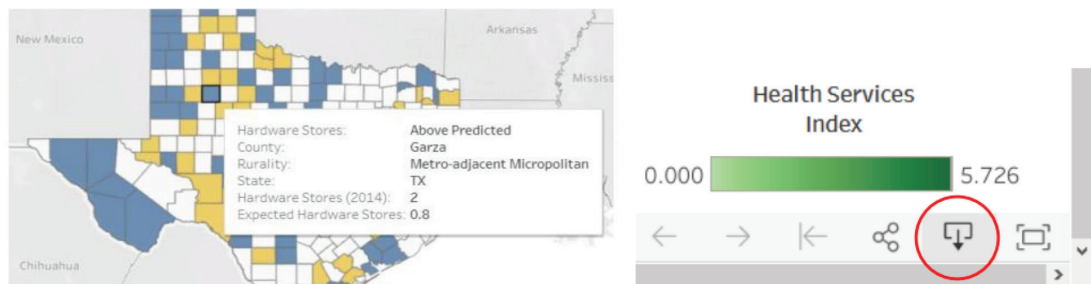 New Mexico
Arkansas
Mississ
Hardware Stores: Above Predicted
County: Garza
Rurality: Metro-adjacent Micropolitan
State: TX
Hardware Stores (2014): 2
Expected Hardware Stores: 0.8
Chihuahua
Health Services
Index
0.000 5.726